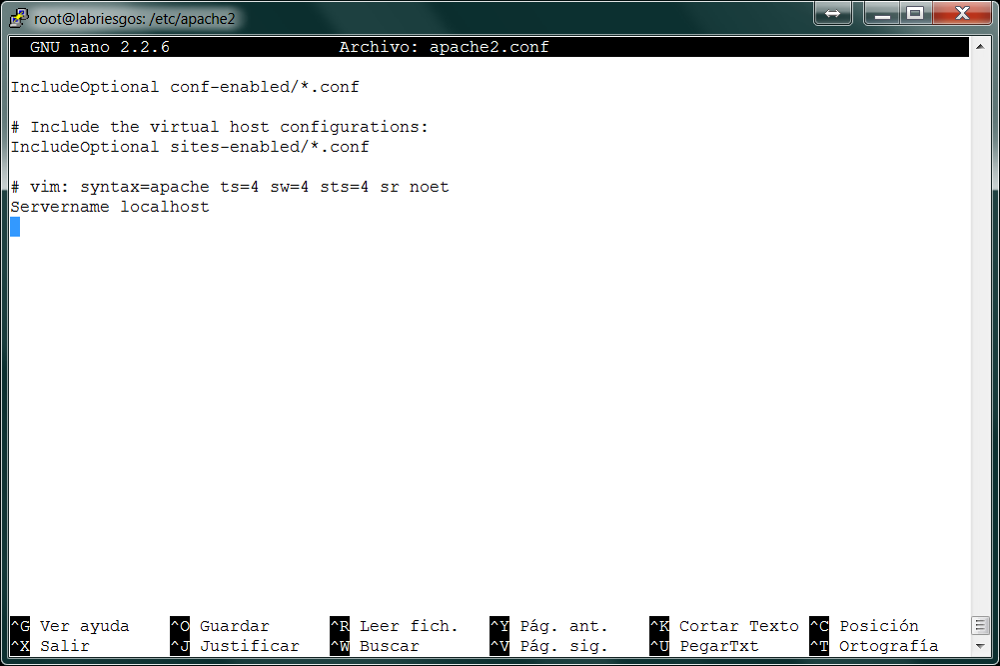 root@labriesgos: /etc/apache2
GNU nano 2.2.6 Archivo: apache2.conf
IncludeOptional conf-enabled/*.conf
# Include the virtual host configurations:
IncludeOptional sites-enabled/*.conf
# vim: syntax=apache ts=4 sw=4 sts=4 sr noet
Servername localhost
^G Ver ayuda ^O Guardar ^R Leer fich. ^Y Pág. ant. ^K Cortar Texto ^C Posición
^X Salir ^J Justificar ^W Buscar ^V Pág. sig. ^U PegarTxt ^T Ortografía